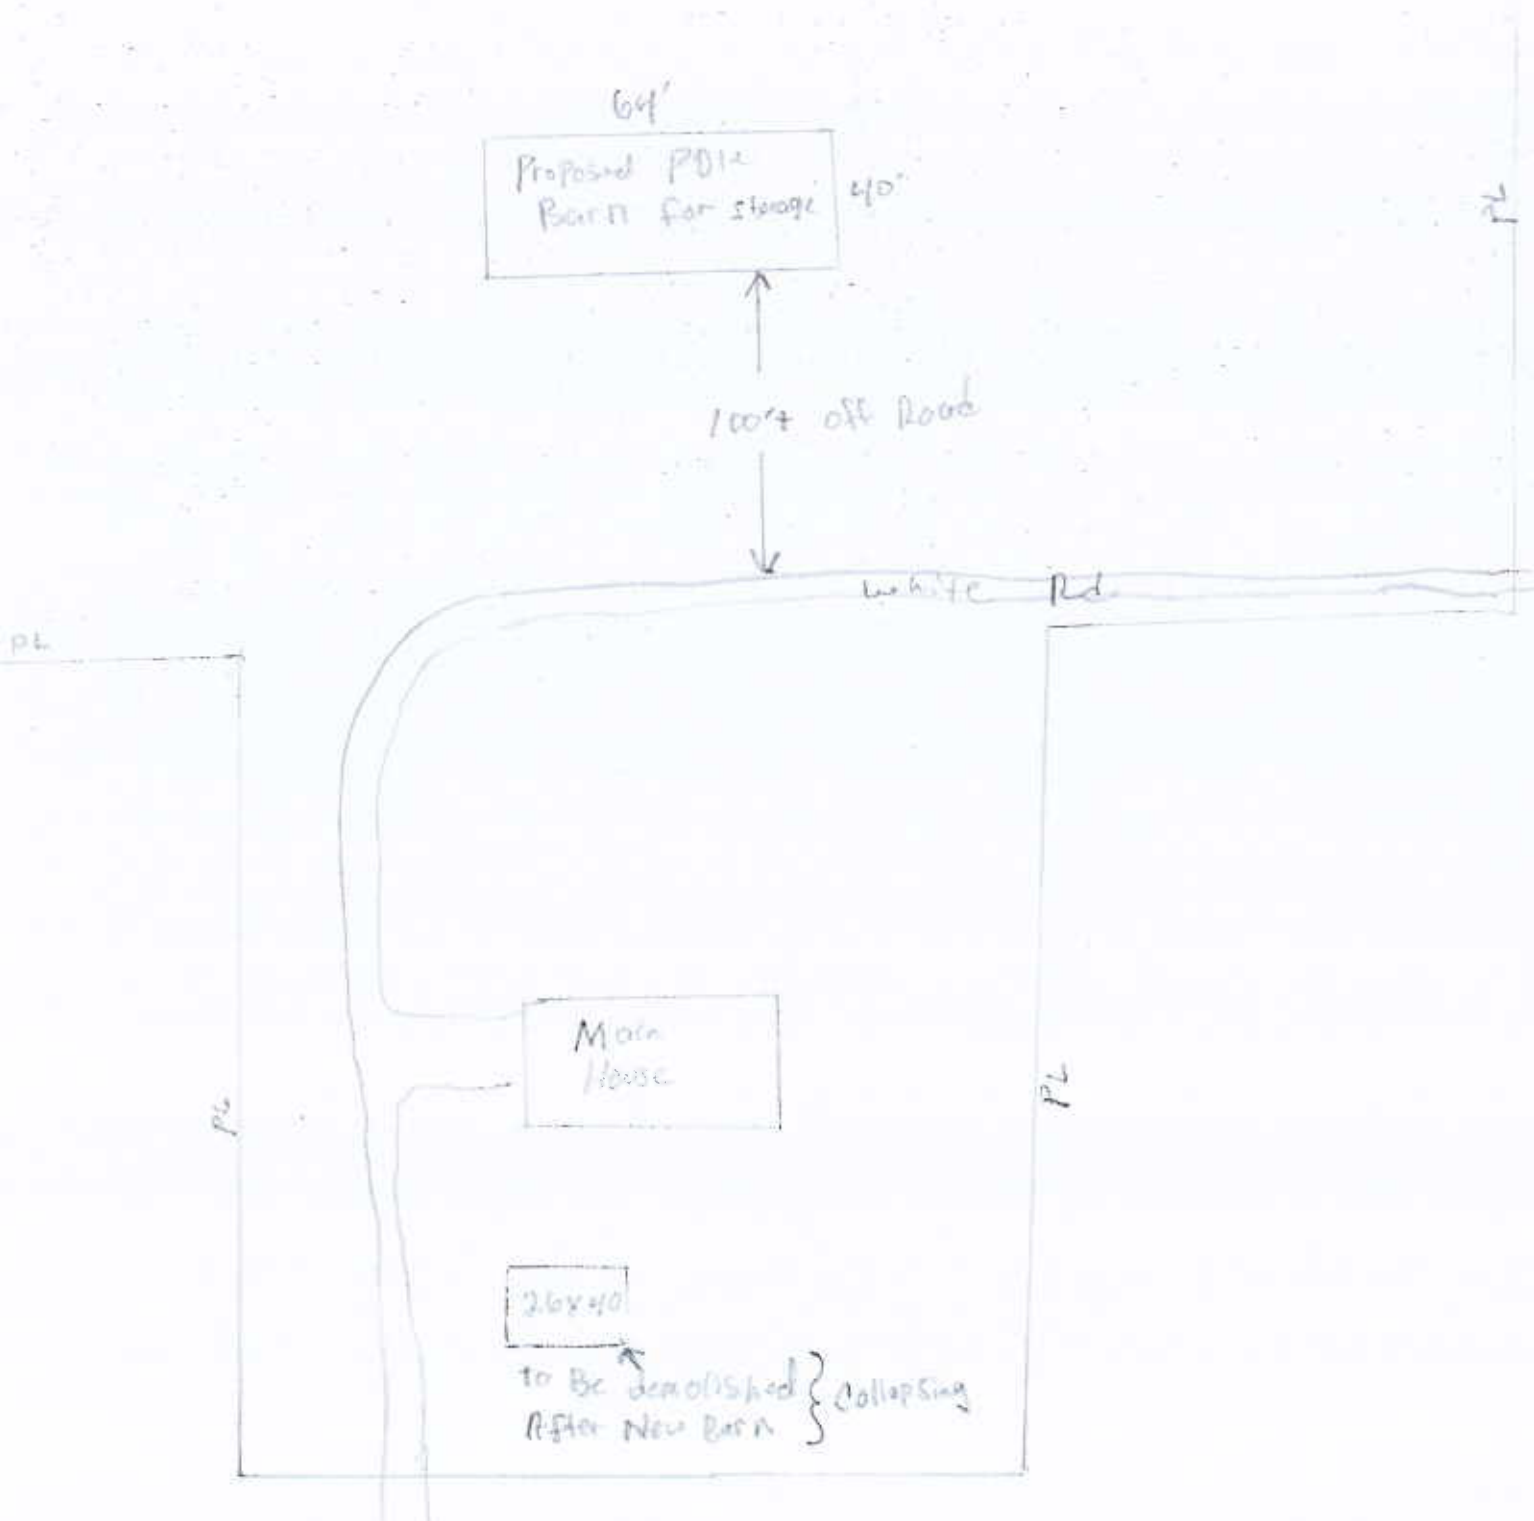 64'
Proposed Pole
Barn for storage
40'
PL
100'± off Road
White Rd
PL
Main
House
PL
PL
26x40
to Be demolished
After New Barn
collapsing